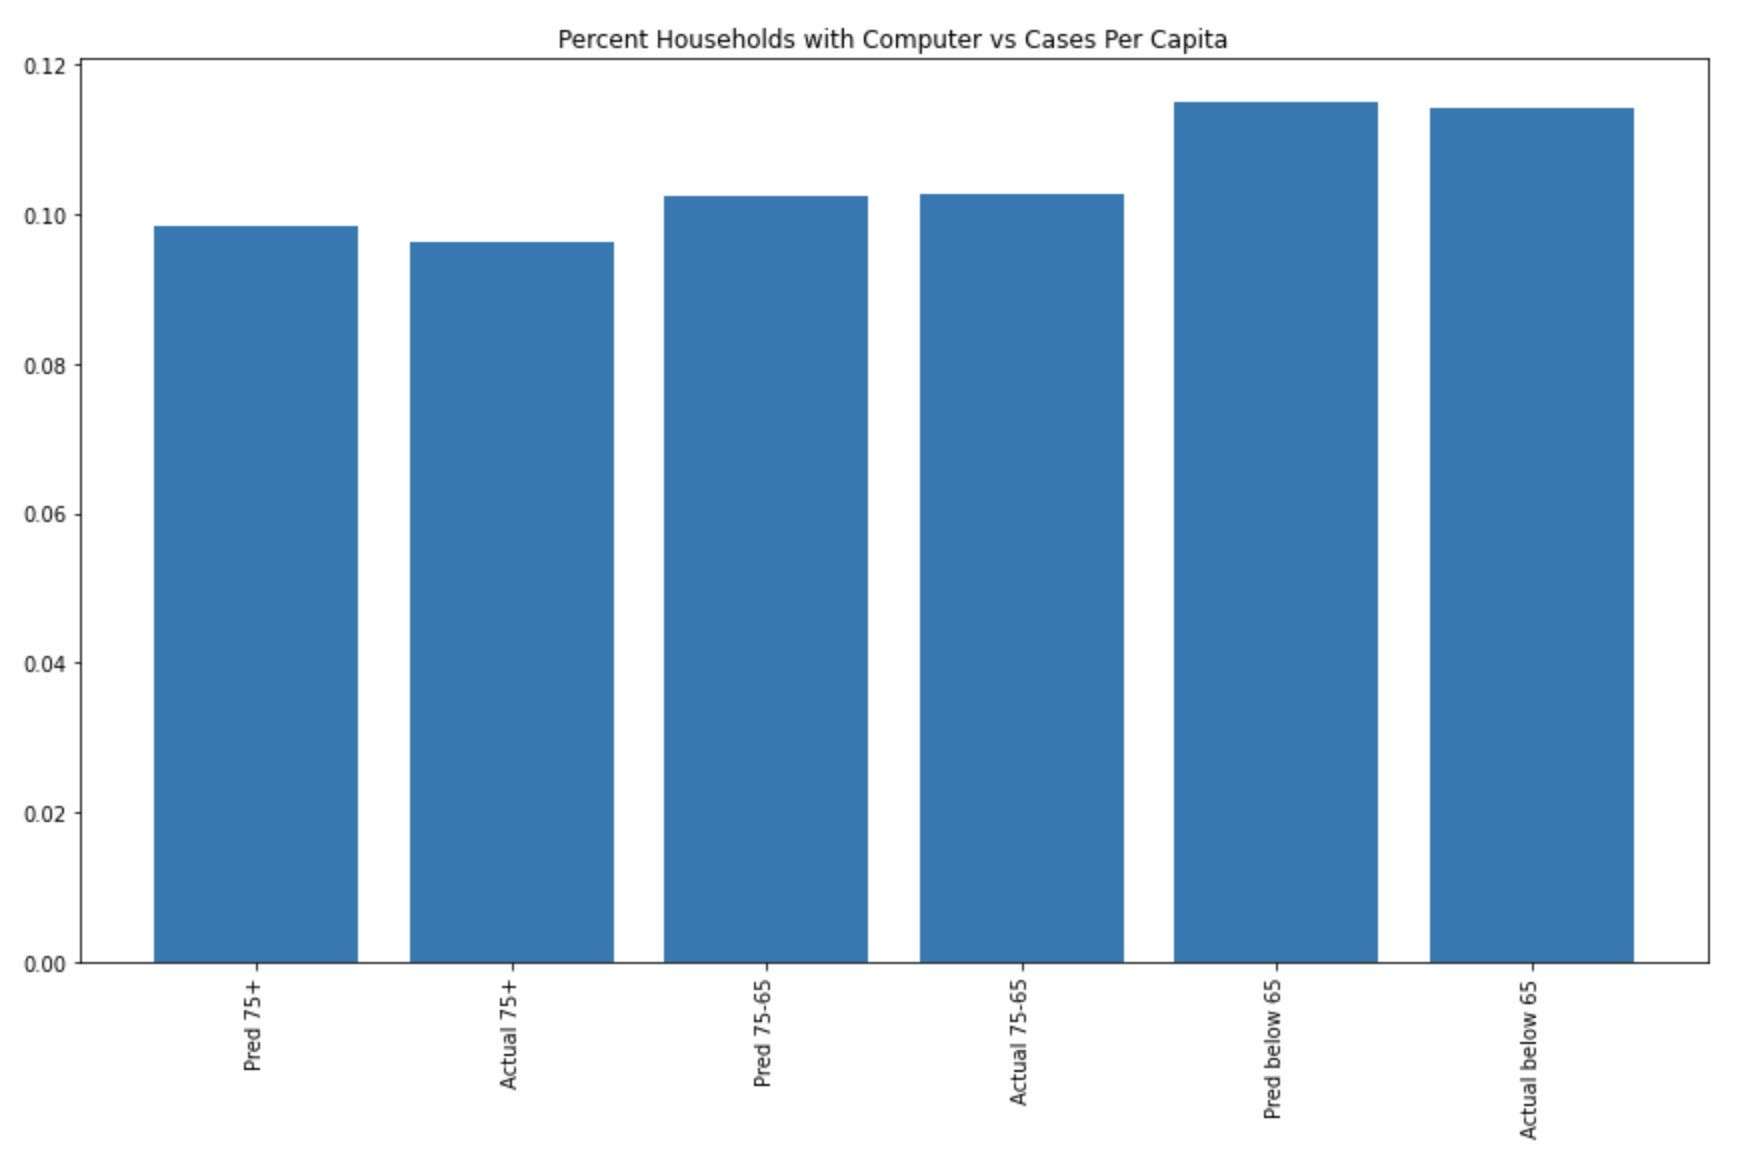 Percent Households with Computer vs Cases Per Capita
0.12
0.10
0.08
0.06
0.04
0.02
0.00
Pred 75+
Actual 75+
Pred 75-65
Actual 75-65
Pred below 65
Actual below 65